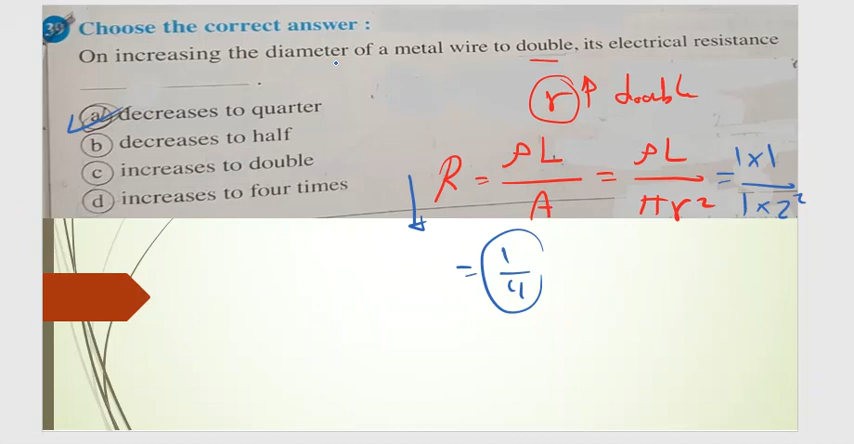 39 Choose the correct answer :
On increasing the diameter of a metal wire to double, its electrical resistance
__________ .
a decreases to quarter
b decreases to half
c increases to double
d increases to four times
r ↑ double
R = ρL / A = ρL / πr² = 1×1 / 1×2²
= 1/4